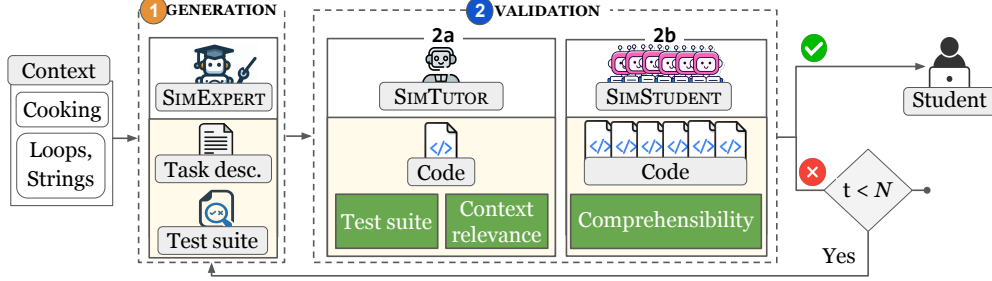 1 GENERATION
2 VALIDATION
Context
Cooking
Loops,
Strings
SIMEXPERT
Task desc.
Test suite
2a
SIMTUTOR
</>
Code
Test suite
Context
relevance
2b
SIMSTUDENT
</> </> </> </> </> </>
Code
Comprehensibility
Student
t < N
Yes